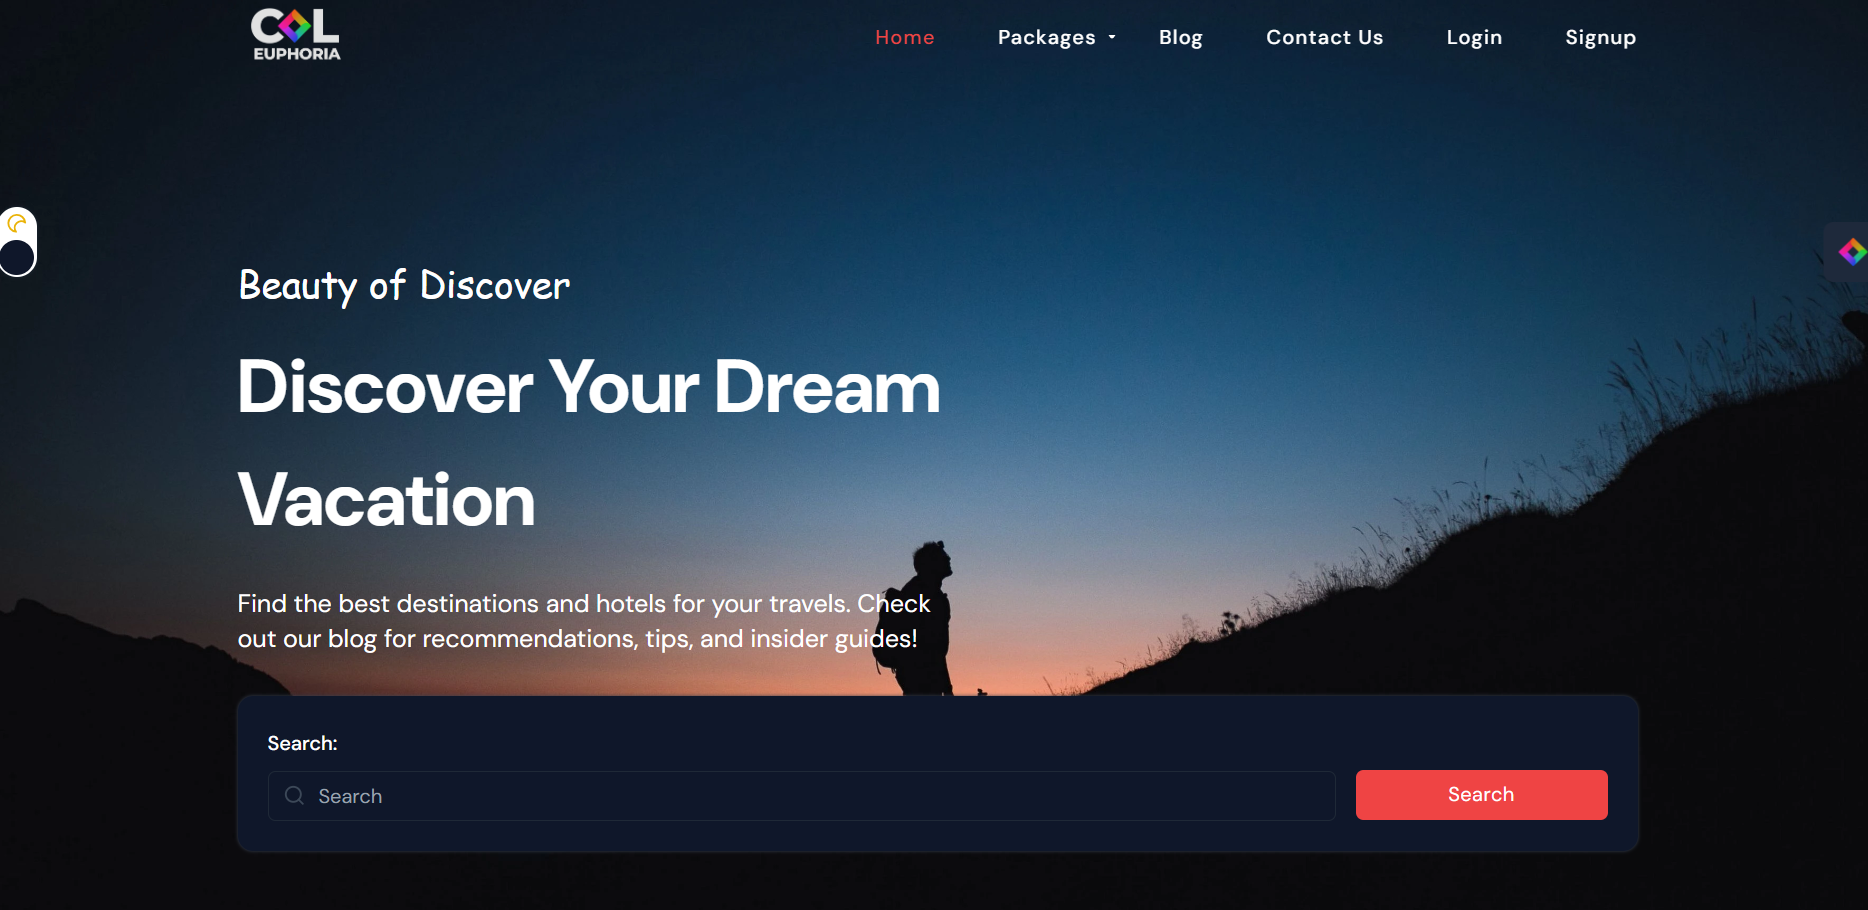 COL
EUPHORIA
Home
Packages
Blog
Contact Us
Login
Signup
Beauty of Discover
Discover Your Dream
Vacation
Find the best destinations and hotels for your travels. Check
out our blog for recommendations, tips, and insider guides!
Search:
Search
Search